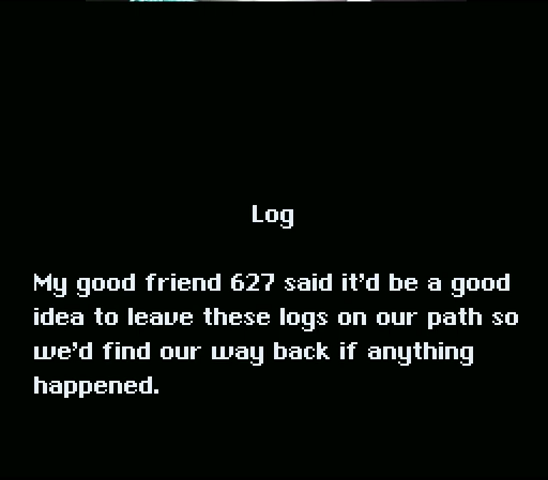 Log
My good friend 627 said it'd be a good
idea to leave these logs on our path so
we'd find our way back if anything
happened.